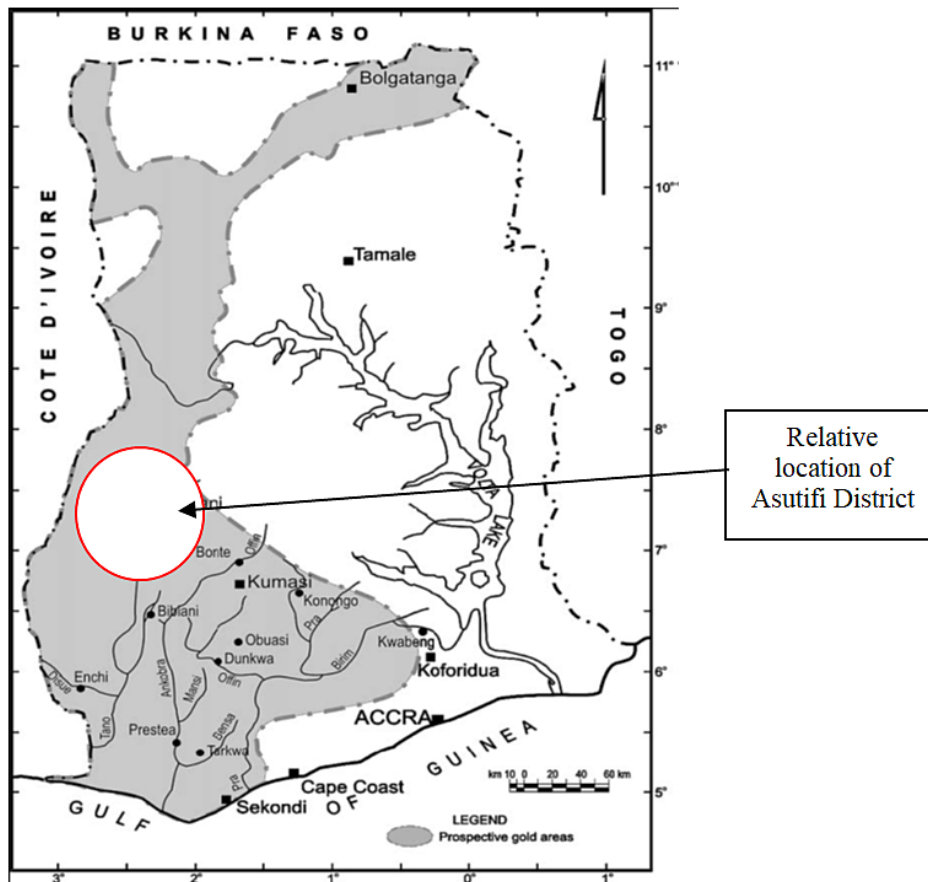 BURKINA FASO
11°
Bolgatanga
10°
COTE D'IVOIRE
Tamale
9°
TOGO
8°
Relative
location of
Asutifi District
ani
LAKE
7°
Bonte
Offin
Kumasi
Konongo
Bibiani
Pra
Obuasi
Kwabeng
Dunkwa
Birim
Koforidua
6°
Enchi
Disue
Offin
Ankobra
Mansi
Tano
Prestea
Bensa
ACCRA
Tarkwa
Pra
GULF OF GUINEA
Cape Coast
Sekondi
km 10 0 20 40 60 km
5°
LEGEND
Prospective gold areas
3° 2° 1° 0° 1°